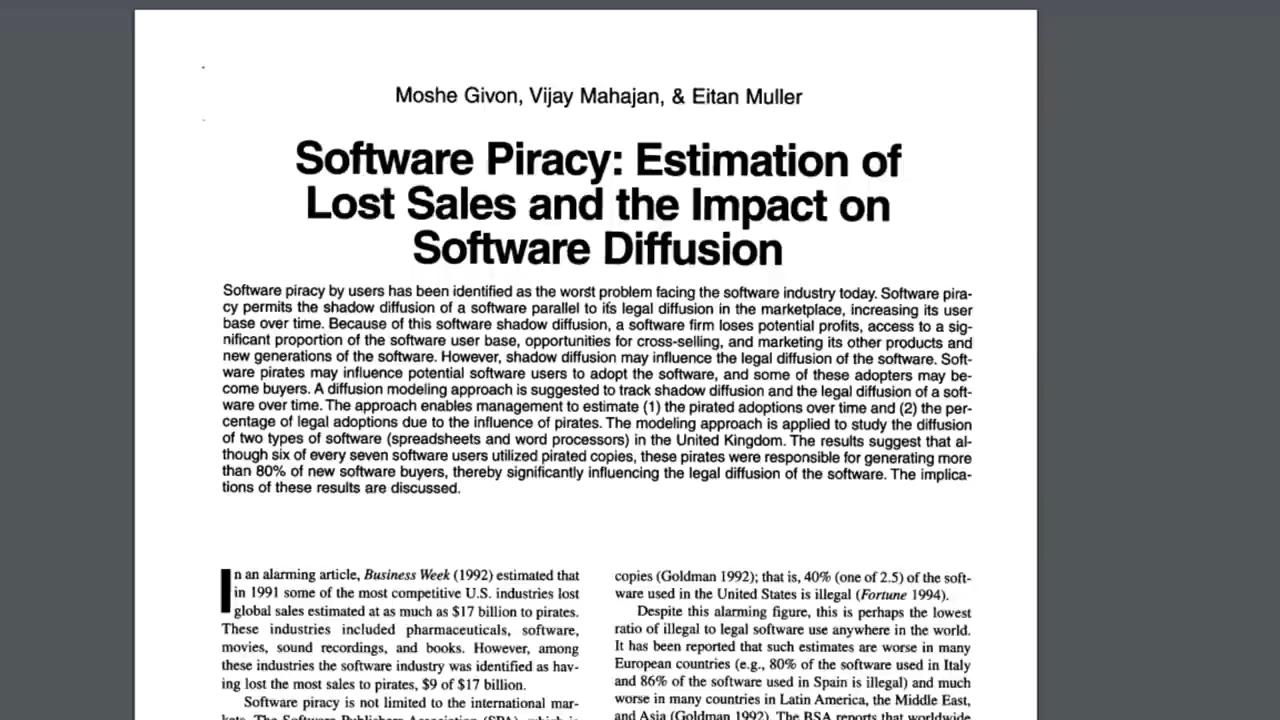 Moshe Givon, Vijay Mahajan, & Eitan Muller
Software Piracy: Estimation of
Lost Sales and the Impact on
Software Diffusion
Software piracy by users has been identified as the worst problem facing the software industry today. Software pira-
cy permits the shadow diffusion of a software parallel to its legal diffusion in the marketplace, increasing its user
base over time. Because of this software shadow diffusion, a software firm loses potential profits, access to a sig-
nificant proportion of the software user base, opportunities for cross-selling, and marketing its other products and
new generations of the software. However, shadow diffusion may influence the legal diffusion of the software. Soft-
ware pirates may influence potential software users to adopt the software, and some of these adopters may be-
come buyers. A diffusion modeling approach is suggested to track shadow diffusion and the legal diffusion of a soft-
ware over time. The approach enables management to estimate (1) the pirated adoptions over time and (2) the per-
centage of legal adoptions due to the influence of pirates. The modeling approach is applied to study the diffusion
of two types of software (spreadsheets and word processors) in the United Kingdom. The results suggest that al-
though six of every seven software users utilized pirated copies, these pirates were responsible for generating more
than 80% of new software buyers, thereby significantly influencing the legal diffusion of the software. The implica-
tions of these results are discussed.
In an alarming article, Business Week (1992) estimated that
in 1991 some of the most competitive U.S. industries lost
global sales estimated at as much as $17 billion to pirates.
These industries included pharmaceuticals, software,
movies, sound recordings, and books. However, among
these industries the software industry was identified as hav-
ing lost the most sales to pirates, $9 of $17 billion.
Software piracy is not limited to the international mar-
kets. The Software Publishers Association (SPA), which is
copies (Goldman 1992); that is, 40% (one of 2.5) of the soft-
ware used in the United States is illegal (Fortune 1994).
Despite this alarming figure, this is perhaps the lowest
ratio of illegal to legal software use anywhere in the world.
It has been reported that such estimates are worse in many
European countries (e.g., 80% of the software used in Italy
and 86% of the software used in Spain is illegal) and much
worse in many countries in Latin America, the Middle East,
and Asia (Goldman 1992). The BSA reports that worldwide